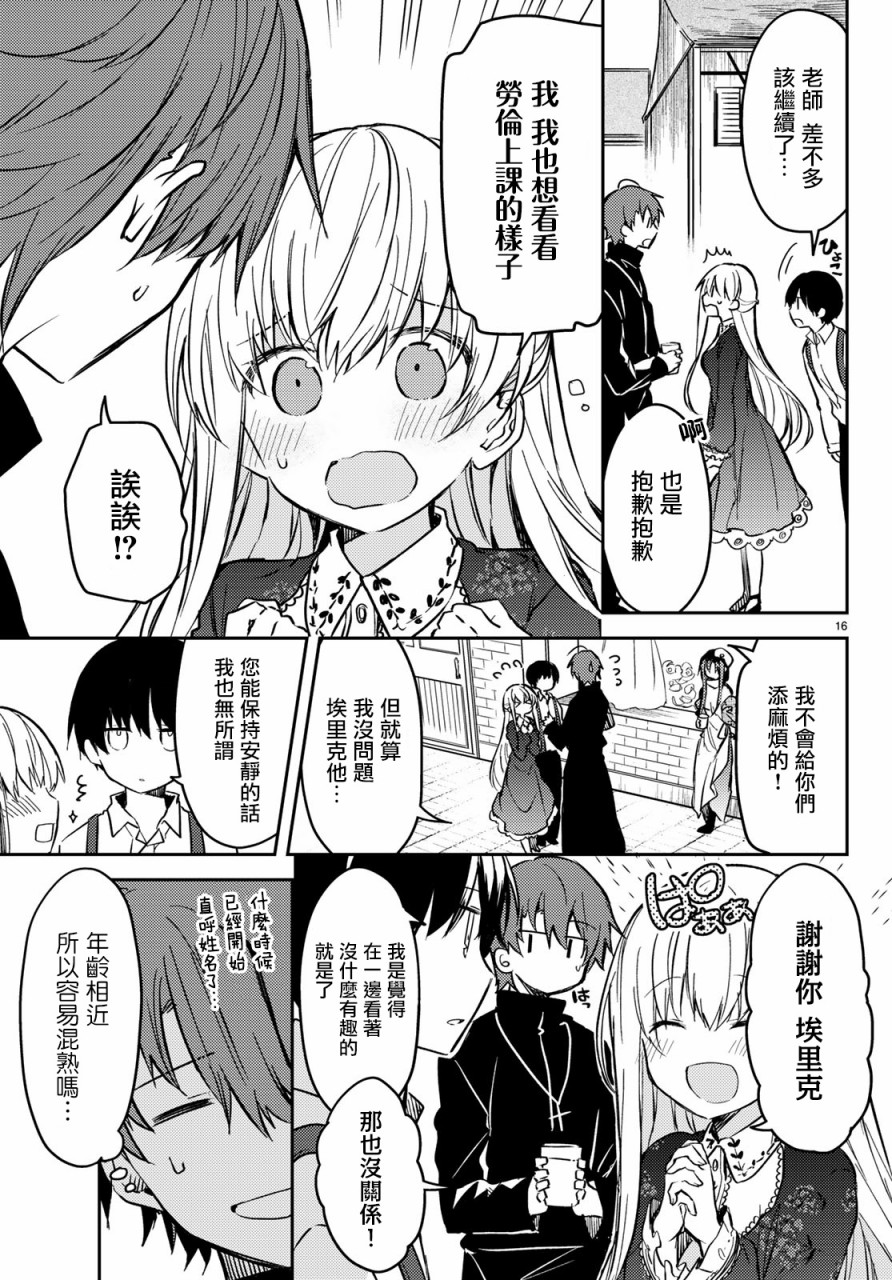 老師 差不多
該繼續了…
ひょこ
啊
也是
抱歉抱歉
我 我也想看看
勞倫上課的樣子
誒誒!?
16
我不會給你們
添麻煩的!
但就算
我沒問題
埃里克他…
您能保持安靜的話
我也無所謂
ぱぁぁぁ
謝謝你 埃里克
はっ
我是覺得
在一邊看著
沒什麼有趣的
就是了
那也沒關係!
什麼時候
已經開始
直呼姓名了…
年齡相近
所以容易混熟嗎…